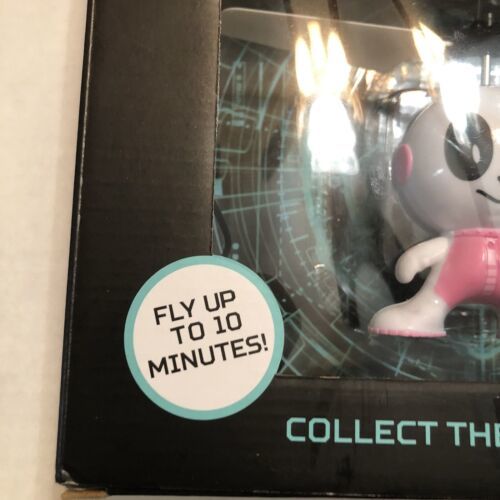 FLY UP
TO 10
MINUTES!
COLLECT THE